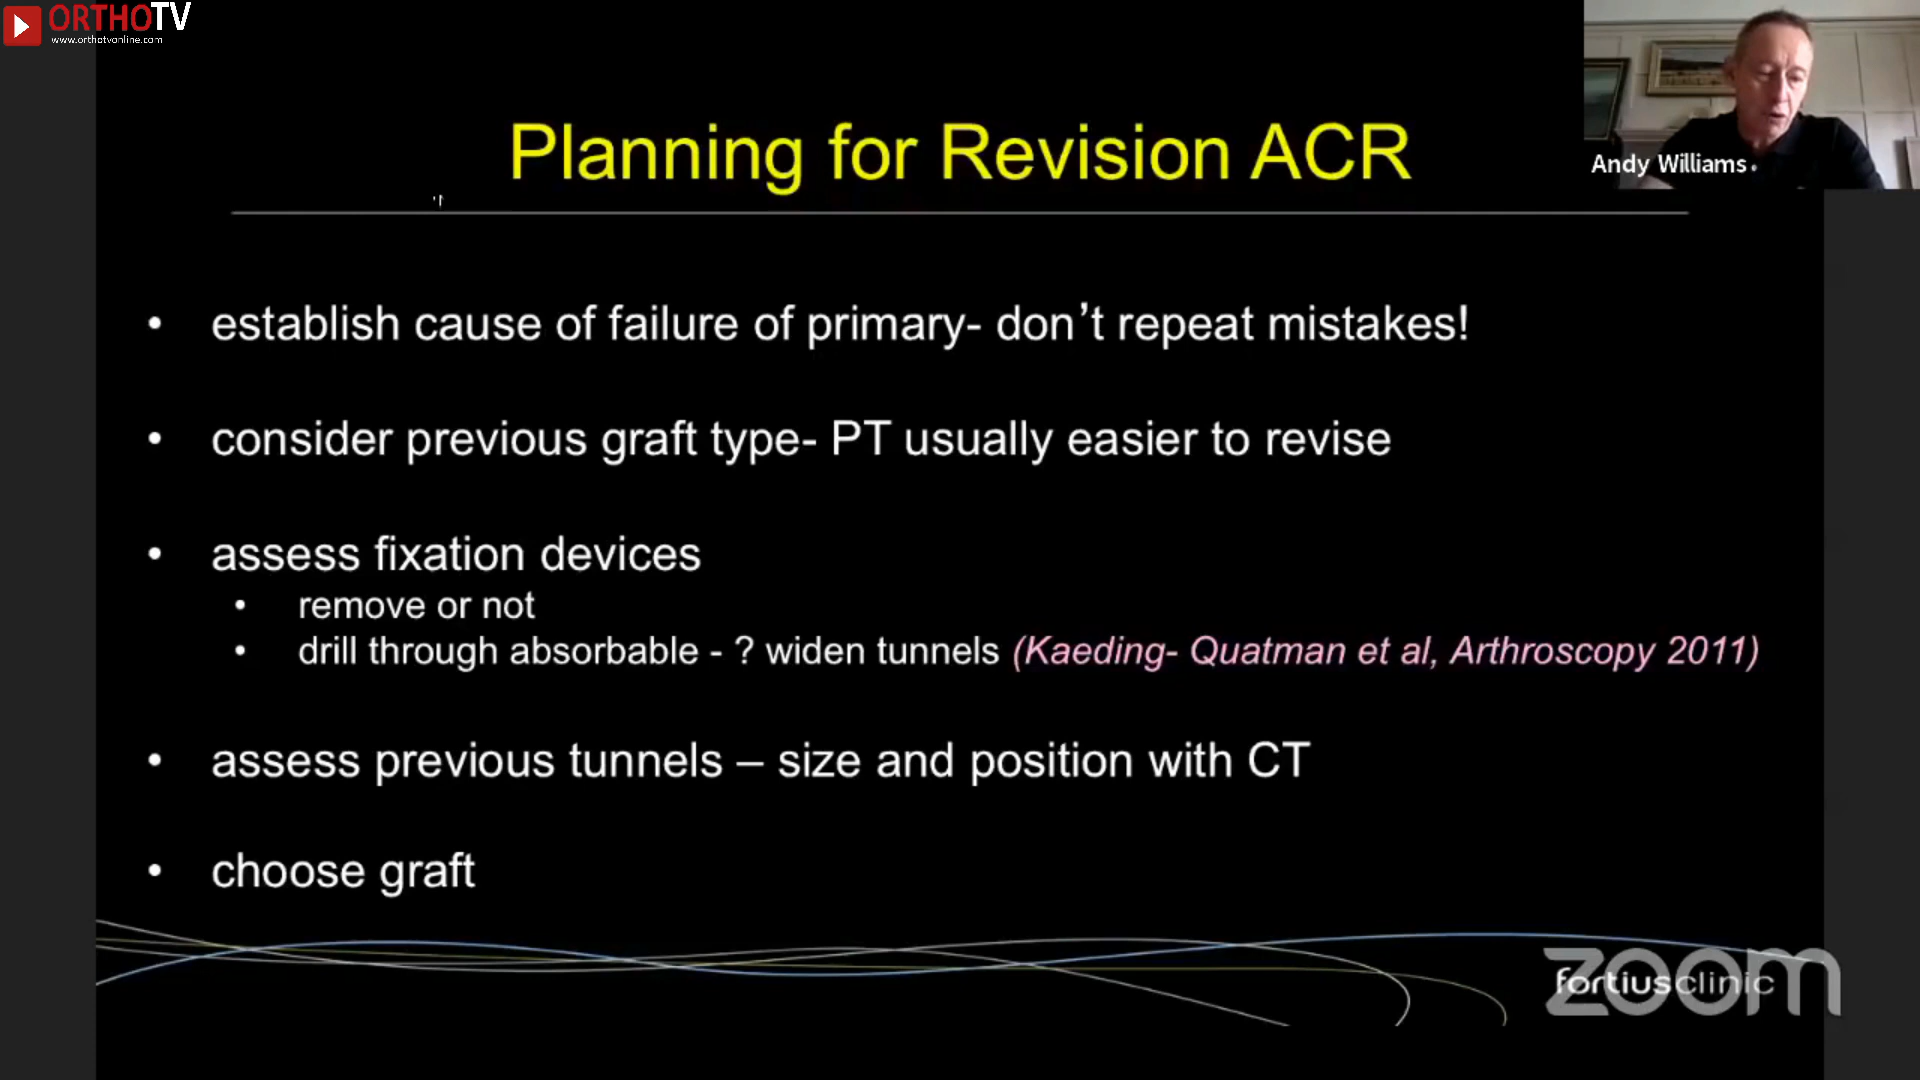 ORTHOTV
www.orthotvonline.com
Planning for Revision ACR
Andy Williams
• establish cause of failure of primary- don’t repeat mistakes!
• consider previous graft type- PT usually easier to revise
• assess fixation devices
• remove or not
• drill through absorbable - ? widen tunnels (Kaeding- Quatman et al, Arthroscopy 2011)
• assess previous tunnels – size and position with CT
• choose graft
zoom
fortiusclinic